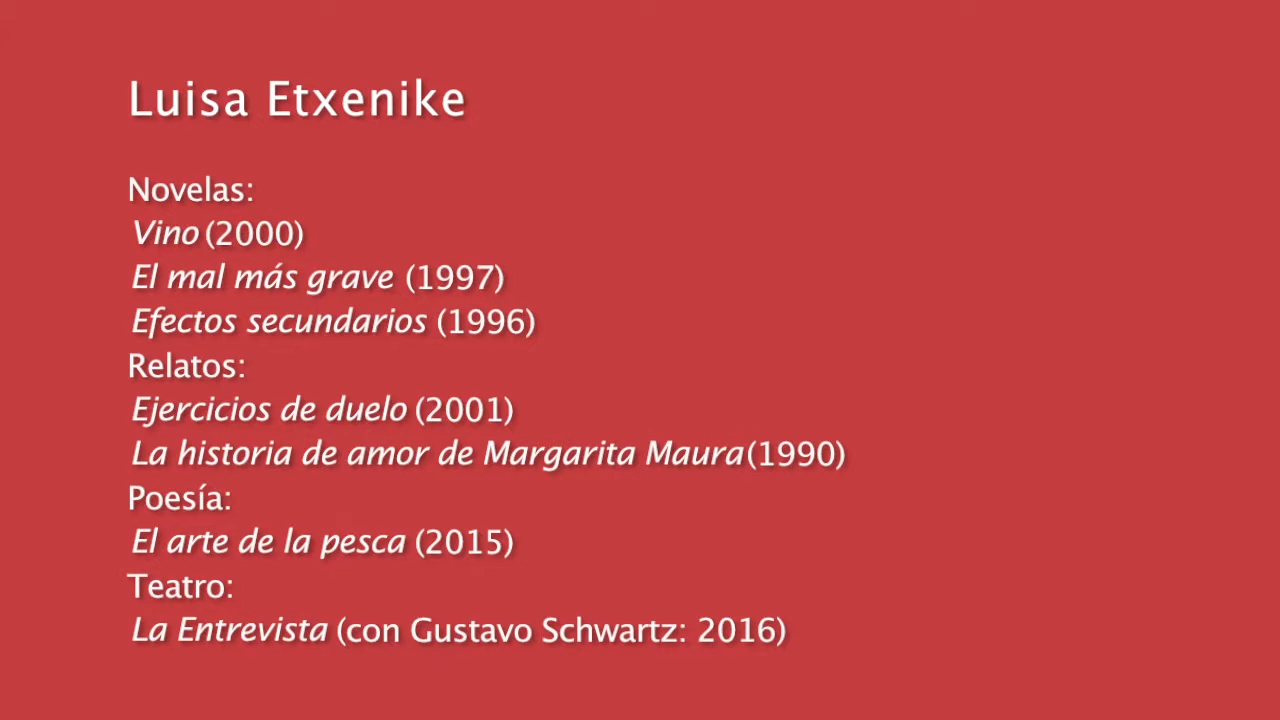 Luisa Etxenike
Novelas:
Vino (2000)
El mal más grave (1997)
Efectos secundarios (1996)
Relatos:
Ejercicios de duelo (2001)
La historia de amor de Margarita Maura(1990)
Poesía:
El arte de la pesca (2015)
Teatro:
La Entrevista (con Gustavo Schwartz: 2016)